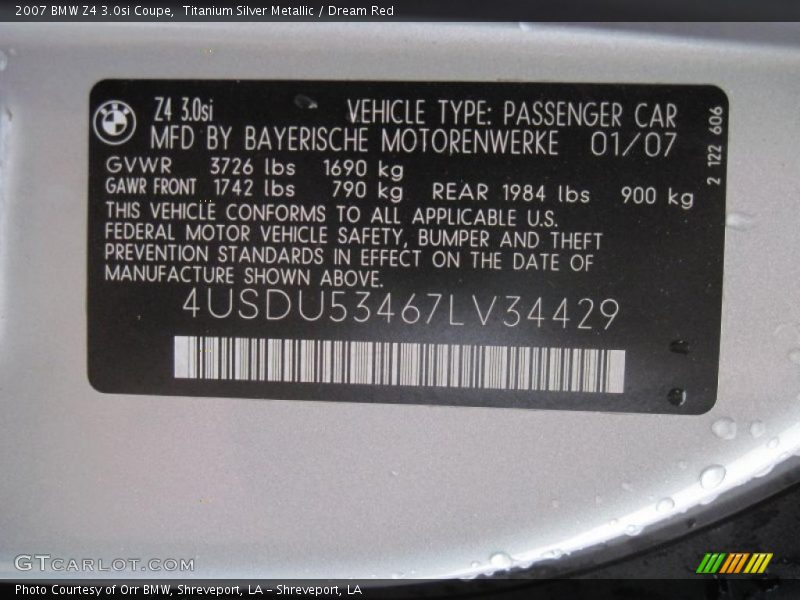 2007 BMW Z4 3.0si Coupe,  Titanium Silver Metallic / Dream Red
BMW
Z4 3.0si VEHICLE TYPE: PASSENGER CAR
MFD BY BAYERISCHE MOTORENWERKE 01/07
GVWR 3726 lbs 1690 kg
GAWR FRONT 1742 lbs 790 kg REAR 1984 lbs 900 kg
THIS VEHICLE CONFORMS TO ALL APPLICABLE U.S.
FEDERAL MOTOR VEHICLE SAFETY, BUMPER AND THEFT
PREVENTION STANDARDS IN EFFECT ON THE DATE OF
MANUFACTURE SHOWN ABOVE.
4USDU53467LV34429
2 122 606
GTCARLOT.COM
Photo Courtesy of Orr BMW, Shreveport, LA - Shreveport, LA